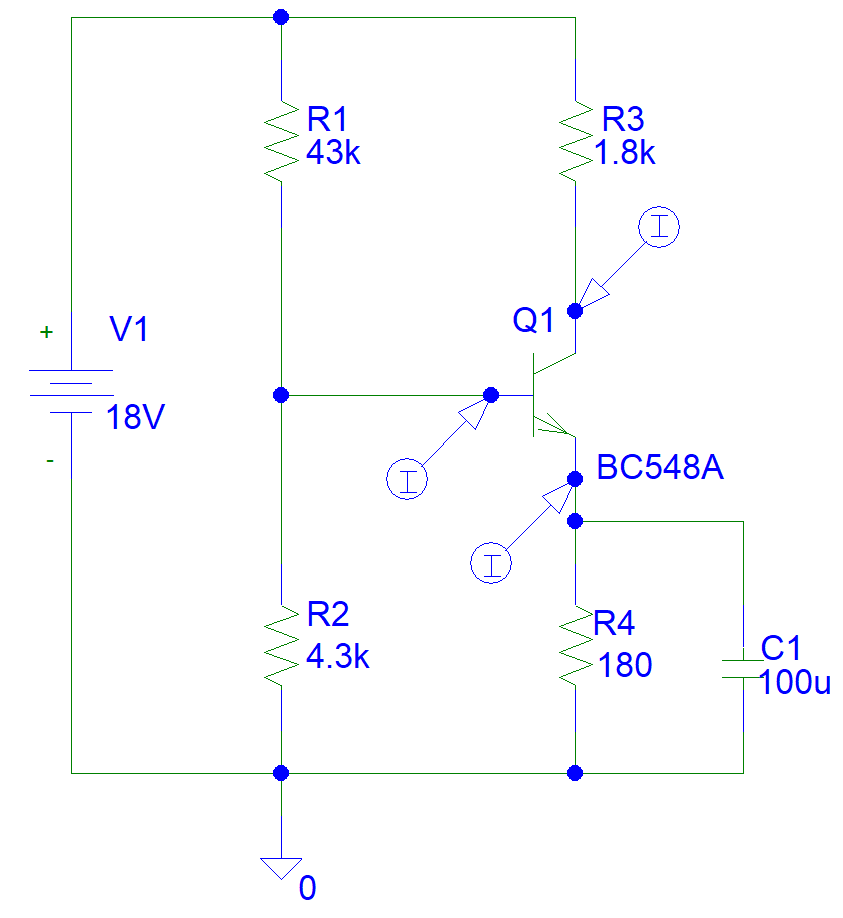 R1
43k
R3
1.8k
I
Q1
+
V1
18V
-
I
BC548A
I
R2
4.3k
R4
180
C1
100u
0